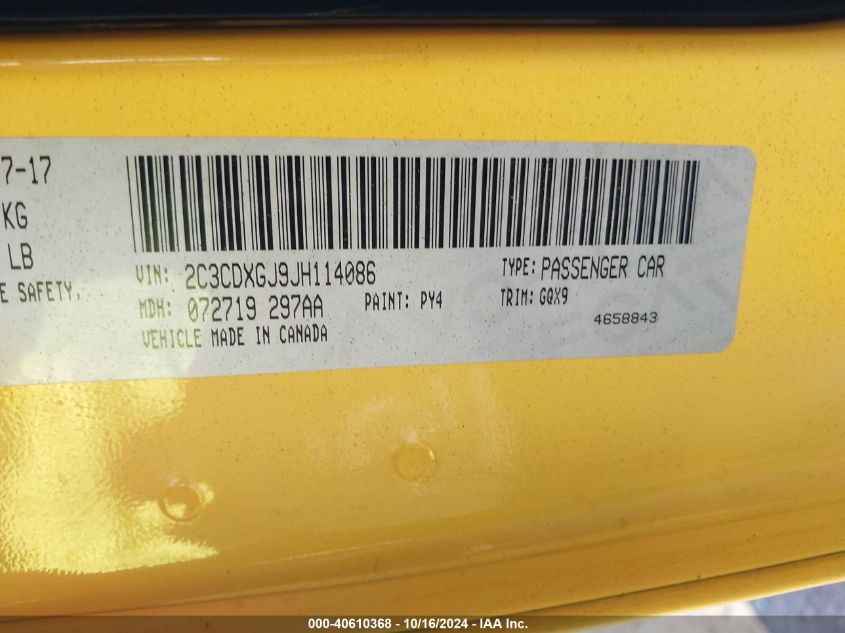 7-17
KG
LB
E SAFETY,
VIN: 2C3CDXGJ9JH114086
TYPE: PASSENGER CAR
MDH: 072719 297AA
PAINT: PY4
TRIM: GQX9
VEHICLE MADE IN CANADA
4658843
000-40610368 - 10/16/2024 - IAA Inc.